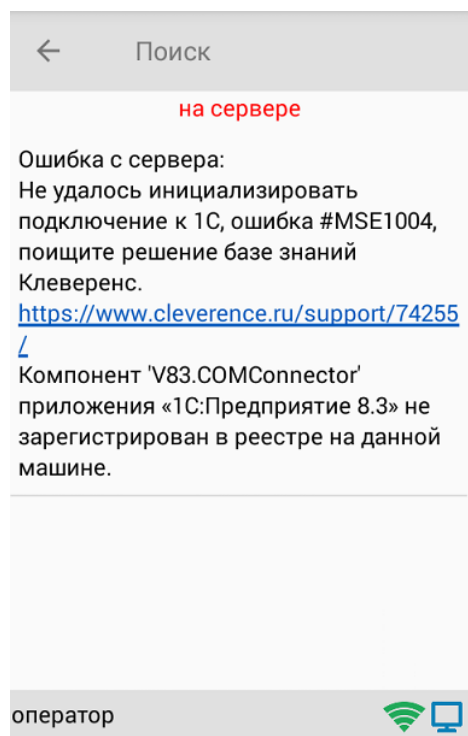 Поиск
на сервере
Ошибка с сервера:
Не удалось инициализировать
подключение к 1С, ошибка #MSE1004,
поищите решение базе знаний
Клеверенс.
https://www.cleverence.ru/support/74255
/
Компонент 'V83.COMConnector'
приложения «1С:Предприятие 8.3» не
зарегистрирован в реестре на данной
машине.
оператор